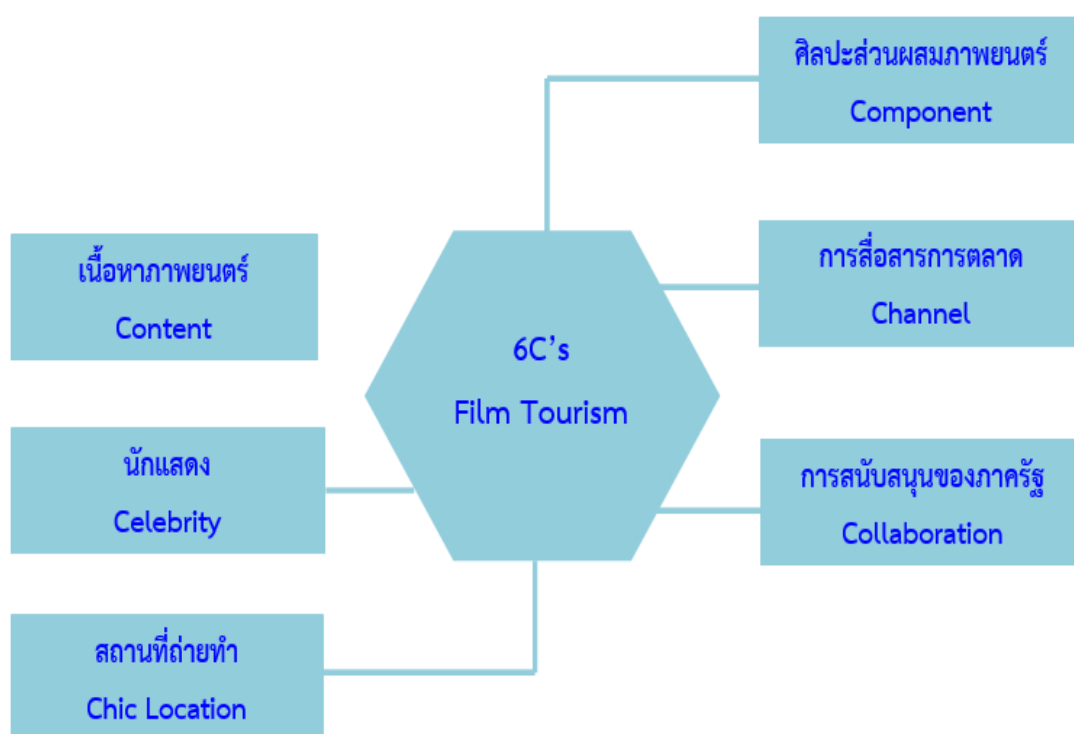 ศิลปะส่วนผสมภาพยนตร์
Component
เนื้อหาภาพยนตร์
Content
การสื่อสารการตลาด
Channel
6C’s
Film Tourism
นักแสดง
Celebrity
การสนับสนุนของภาครัฐ
Collaboration
สถานที่ถ่ายทำ
Chic Location